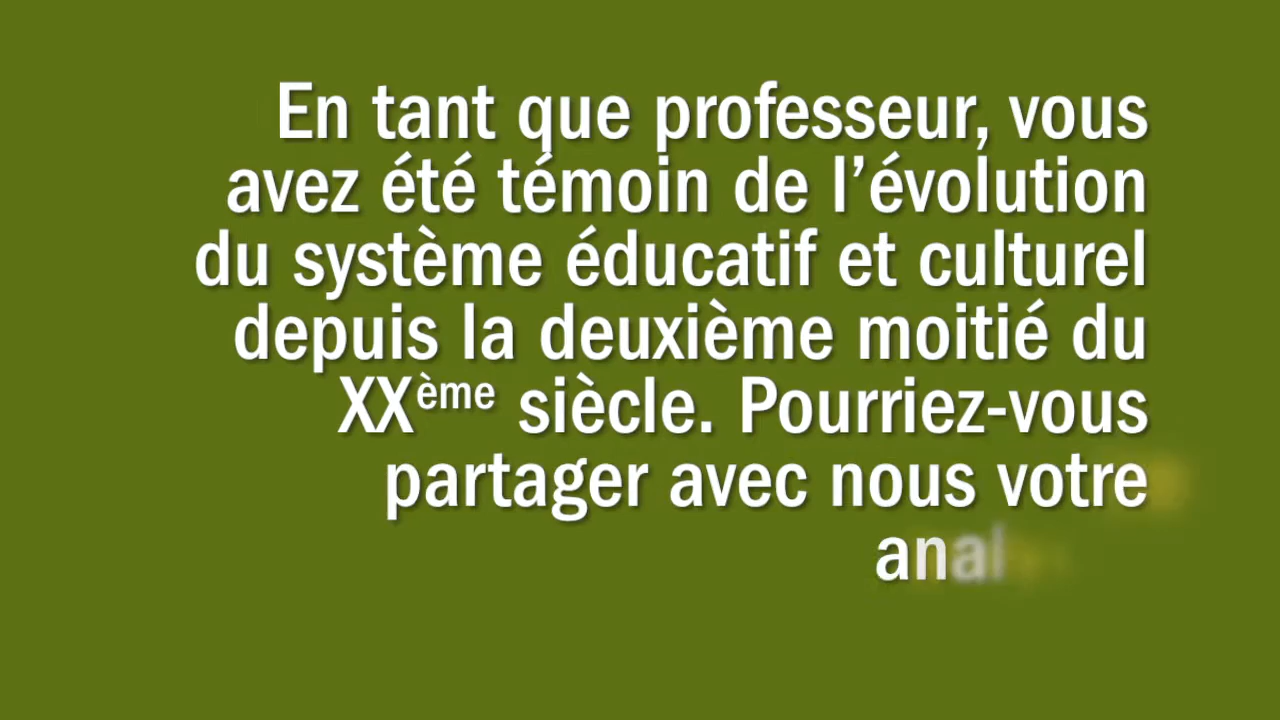 En tant que professeur, vous
avez été témoin de l’évolution
du système éducatif et culturel
depuis la deuxième moitié du
XXème siècle. Pourriez-vous
partager avec nous votre